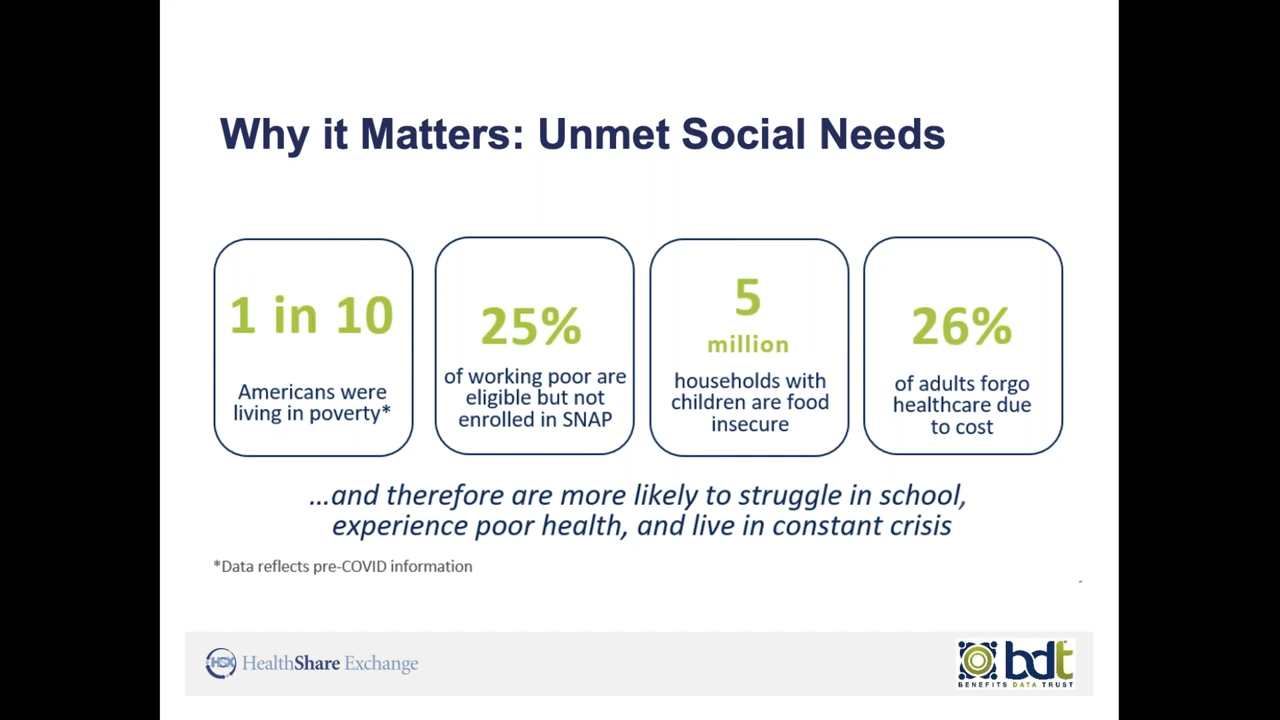 Why it Matters: Unmet Social Needs
1 in 10
Americans were
living in poverty*
25%
of working poor are
eligible but not
enrolled in SNAP
5
million
households with
children are food
insecure
26%
of adults forgo
healthcare due
to cost
...and therefore are more likely to struggle in school,
experience poor health, and live in constant crisis
*Data reflects pre-COVID information
HSX HealthShare Exchange
bdt
BENEFITS DATA TRUST